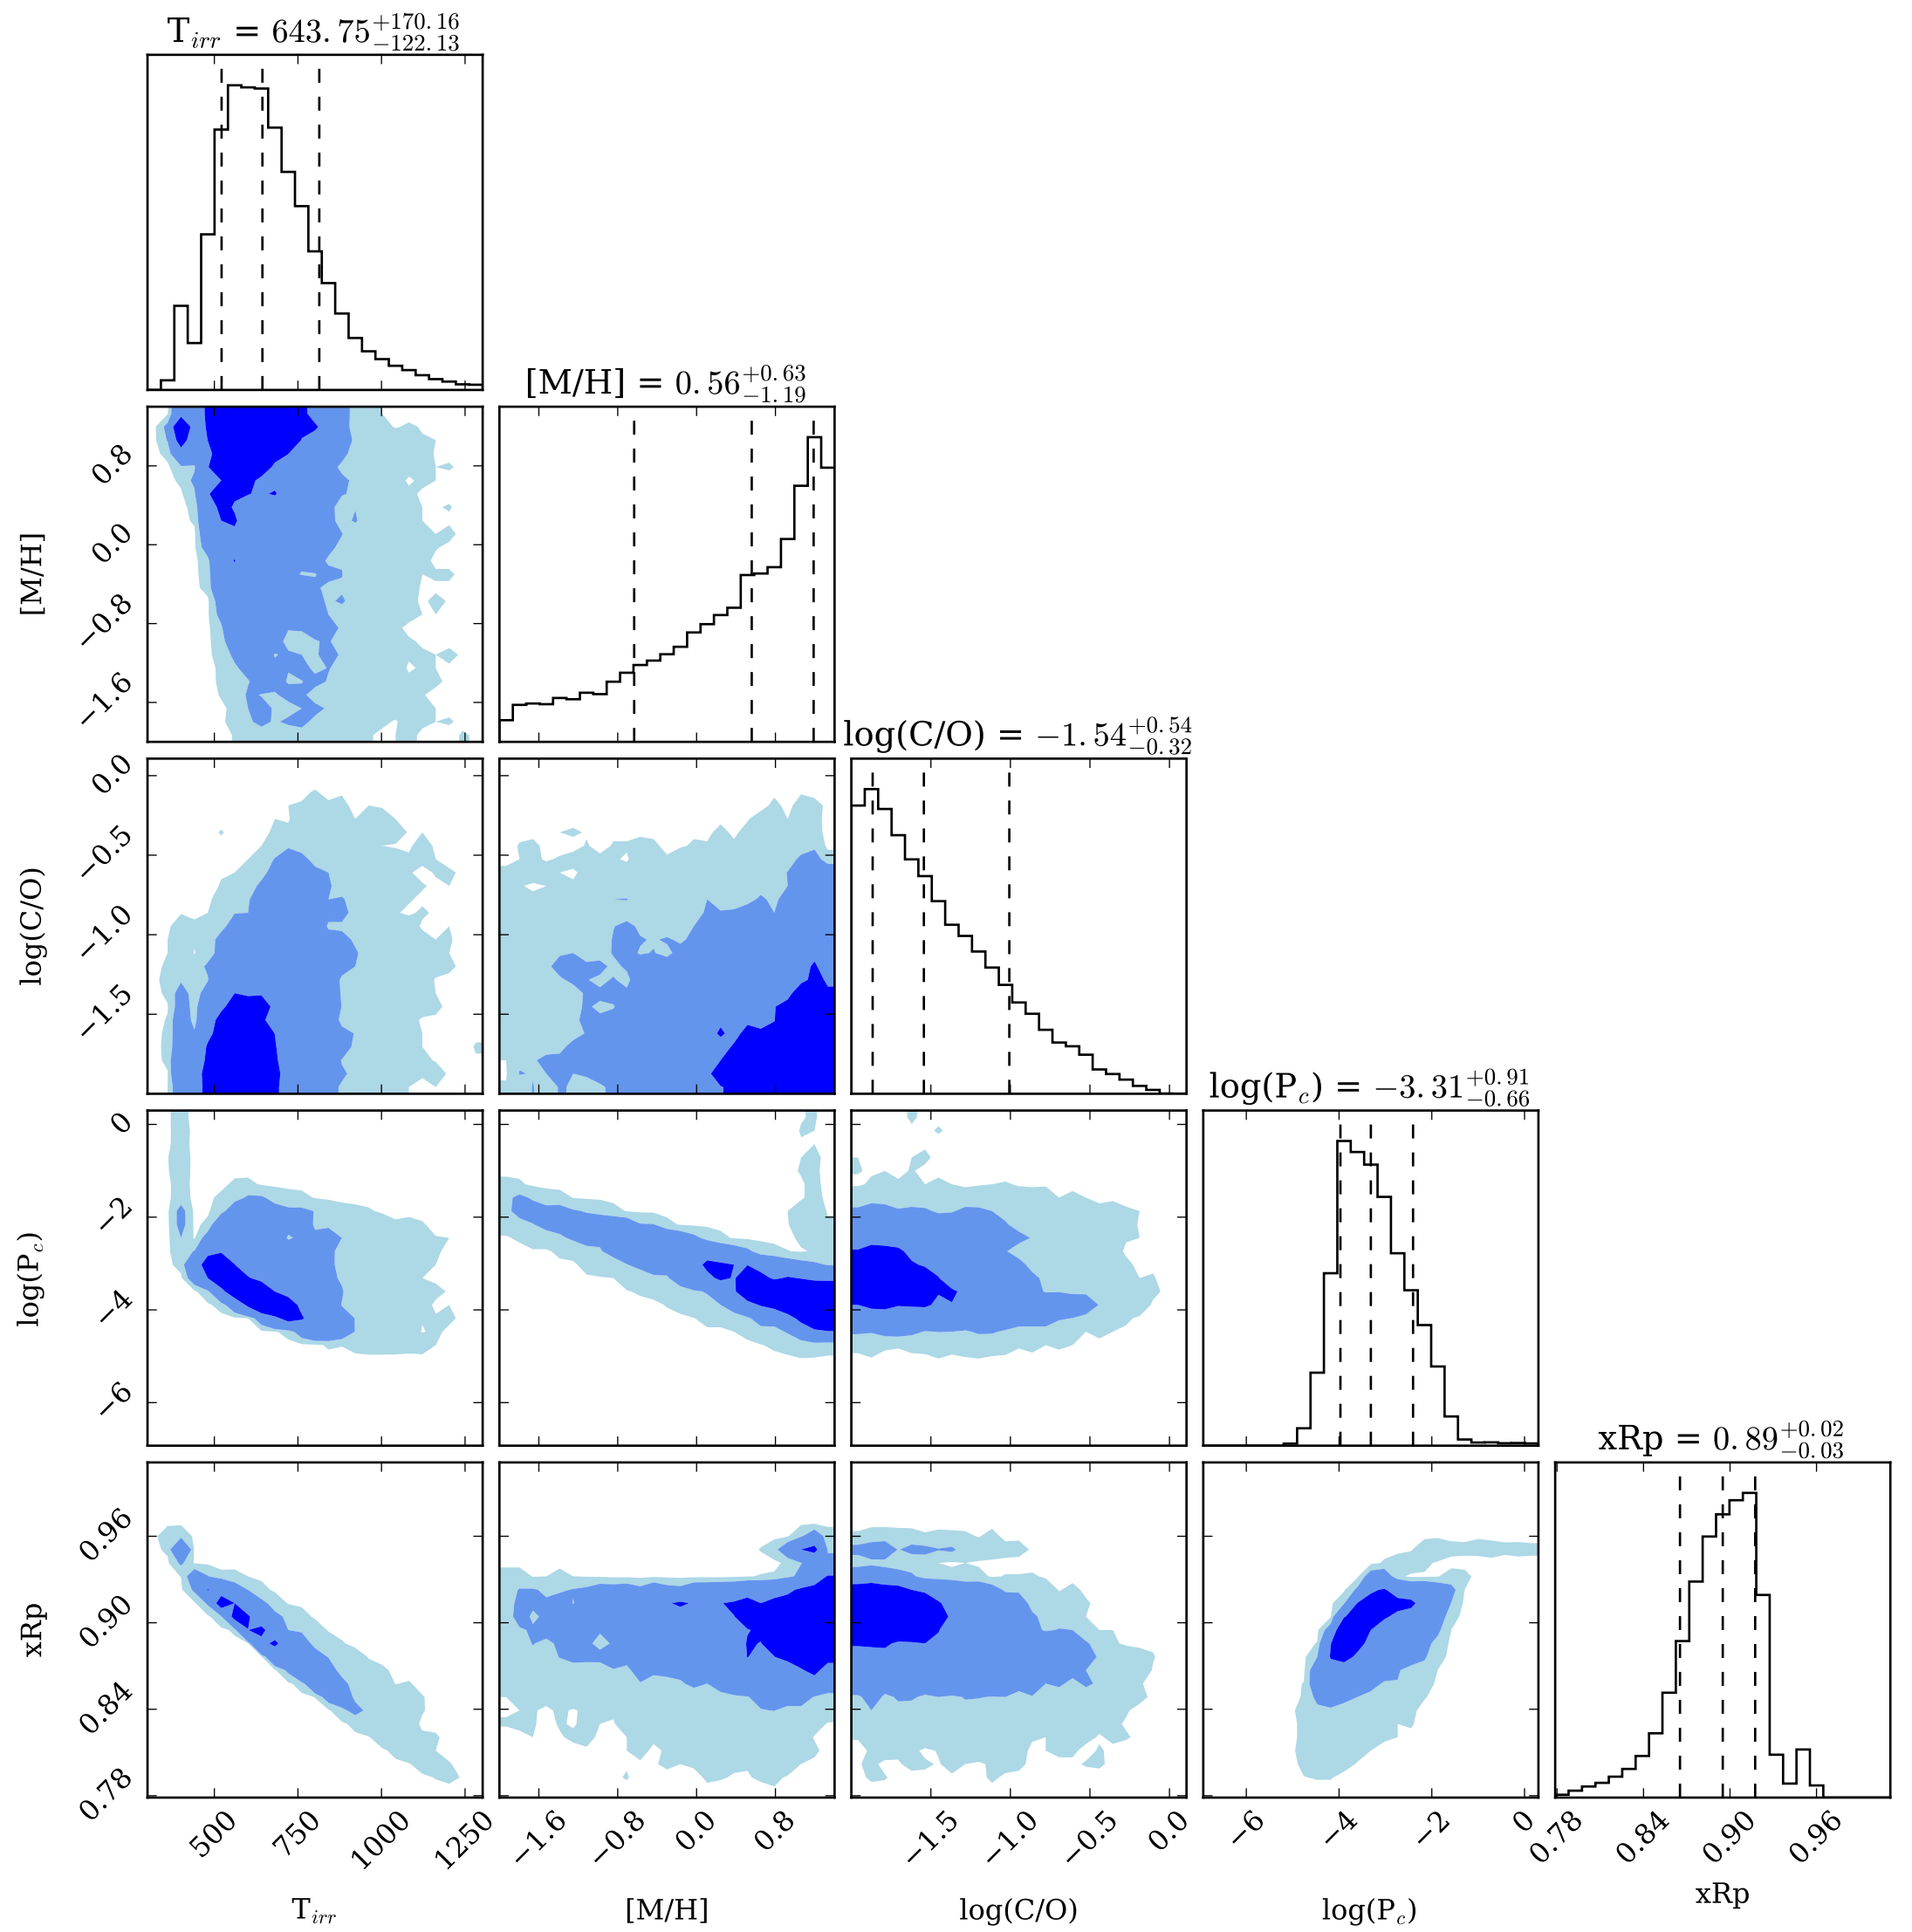 T_irr = 643.75 +170.16 −122.13
[M/H] = 0.56 +0.63 −1.19
0.8
0.0
−0.8
−1.6
[M/H]
log(C/O) = −1.54 +0.54 −0.32
0.0
−0.5
−1.0
−1.5
log(C/O)
log(P_c) = −3.31 +0.91 −0.66
0
−2
−4
−6
log(P_c)
xRp = 0.89 +0.02 −0.03
0.96
0.90
0.84
0.78
xRp
500 750 1000 1250 −1.6 −0.8 0.0 0.8 −1.5 −1.0 −0.5 0.0 −6 −4 −2 0 0.78 0.84 0.90 0.96
T_irr [M/H] log(C/O) log(P_c) xRp